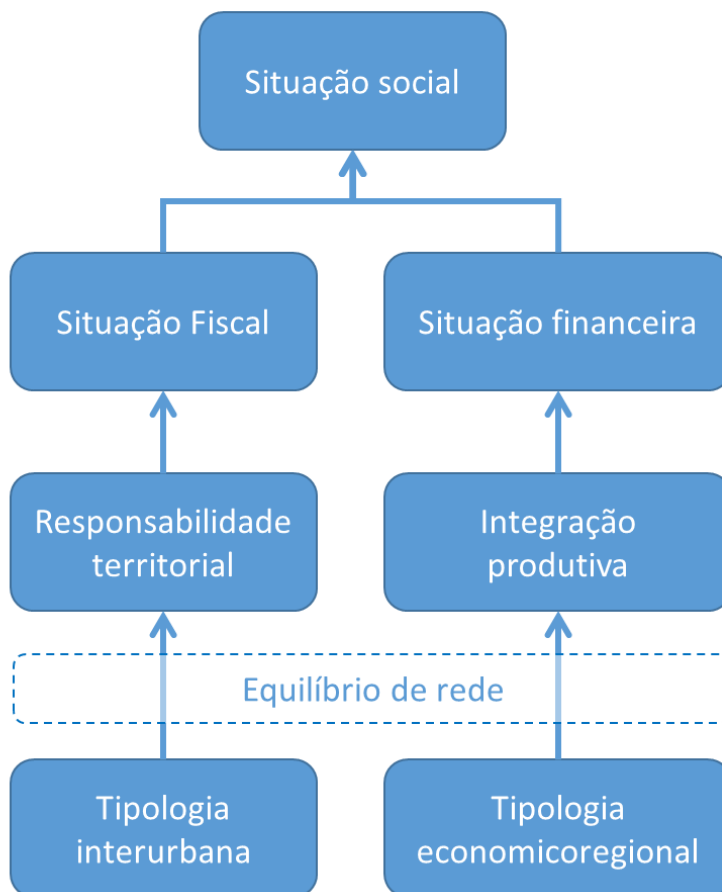 Situação social
Situação Fiscal
Situação financeira
Responsabilidade
territorial
Integração
produtiva
Equilíbrio de rede
Tipologia
interurbana
Tipologia
economicoregional